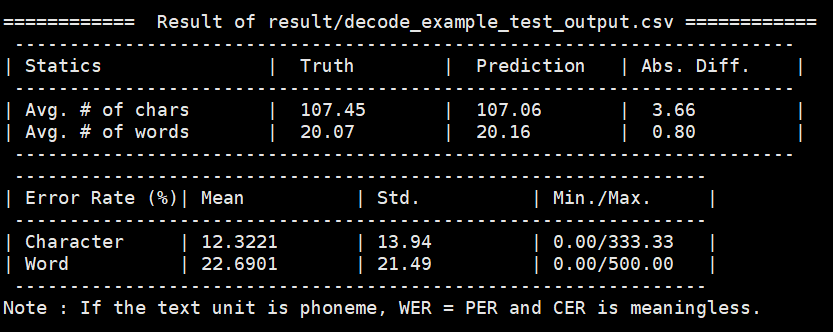 ============  Result of result/decode_example_test_output.csv ============
 -----------------------------------------------------------------------
| Statics               |  Truth        |  Prediction   | Abs. Diff.    |
 -----------------------------------------------------------------------
| Avg. # of chars       |  107.45       |  107.06       |  3.66         |
| Avg. # of words       |  20.07        |  20.16        |  0.80         |
 -----------------------------------------------------------------------
 ---------------------------------------------------------------
| Error Rate (%)| Mean          | Std.          | Min./Max.     |
 ---------------------------------------------------------------
| Character     | 12.3221       | 13.94         | 0.00/333.33   |
| Word          | 22.6901       | 21.49         | 0.00/500.00   |
 ---------------------------------------------------------------
Note : If the text unit is phoneme, WER = PER and CER is meaningless.